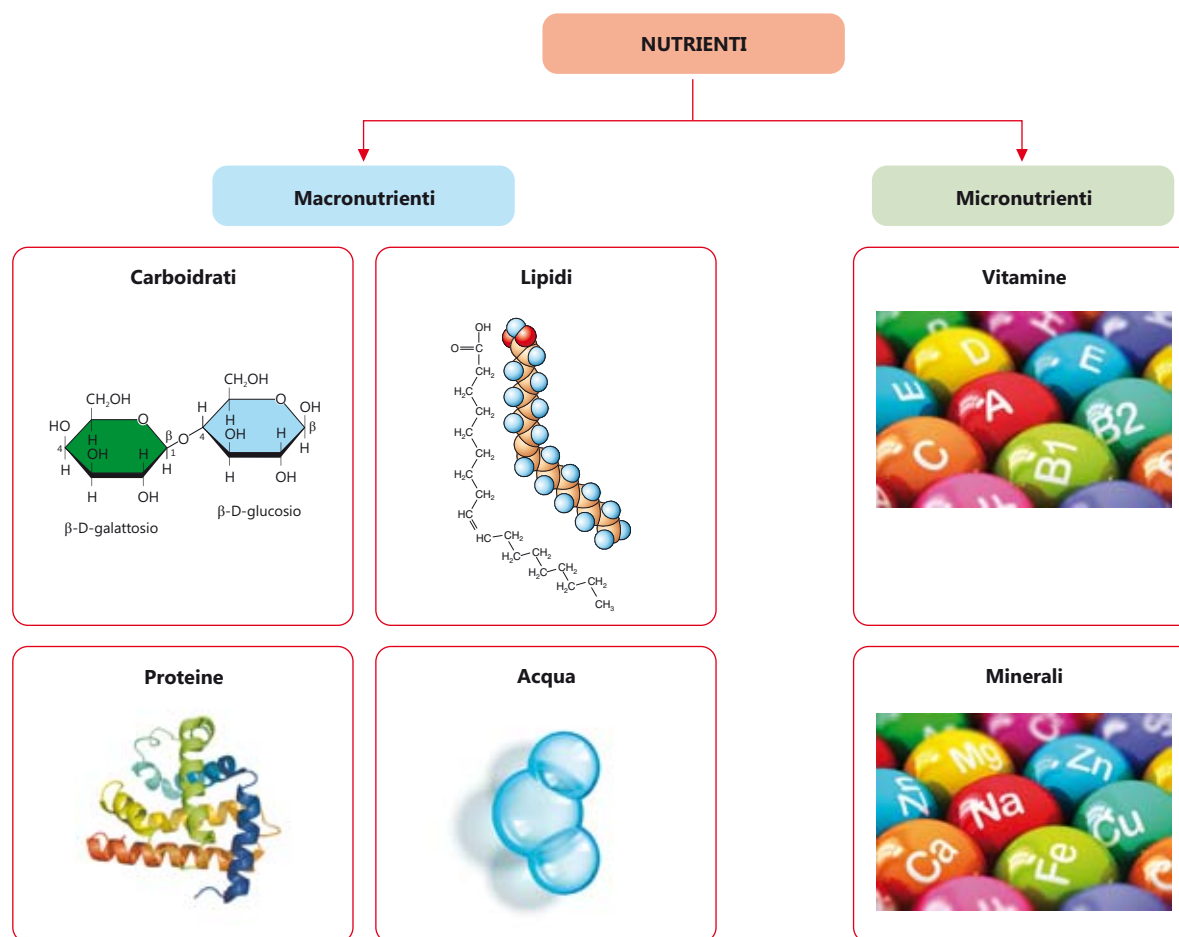 NUTRIENTI
Macronutrienti
Micronutrienti
Carboidrati
CH₂OH
O
OH
H
H
H
β
4
OH
H
H
H
H
OH
CH₂OH
O
HO
H
β
O
4
OH
H
H
1
H
H
H
OH
β-D-galattosio
β-D-glucosio
Lipidi
OH
O
C
CH₂
H₂C
CH₂
H₂C
CH₂
H₂C
CH₂
HC
HC
CH₂
H₂C
CH₂
H₂C
CH₂
H₂C
CH₂
CH₃
Vitamine
H
D
E
E
A
B2
C
B1
Proteine
Acqua
Minerali
Mg
Zn
Zn
Na
Cu
Ca
Fe